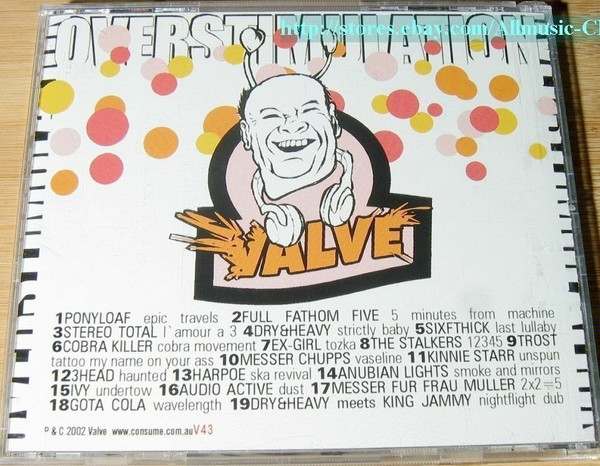 http://stores.ebay.com/Allmusic-C
OVERSTIMULATION
VALVE
1PONYLOAF epic travels 2FULL FATHOM FIVE 5 minutes from machine
3STEREO TOTAL l`amour a 3 4DRY&HEAVY strictly baby 5SIXFTHICK last lullaby
6COBRA KILLER cobra movement 7EX-GIRL tozka 8THE STALKERS 12345 9TROST
tattoo my name on your ass 10MESSER CHUPPS vaseline 11KINNIE STARR unspun
123HEAD haunted 13HARPOE ska revival 14ANUBIAN LIGHTS smoke and mirrors
15IVY undertow 16AUDIO ACTIVE dust 17MESSER FUR FRAU MULLER 2x2=5
18GOTA COLA wavelength 19DRY&HEAVY meets KING JAMMY nightflight dub
P & C 2002 Valve www.consume.com.au V43